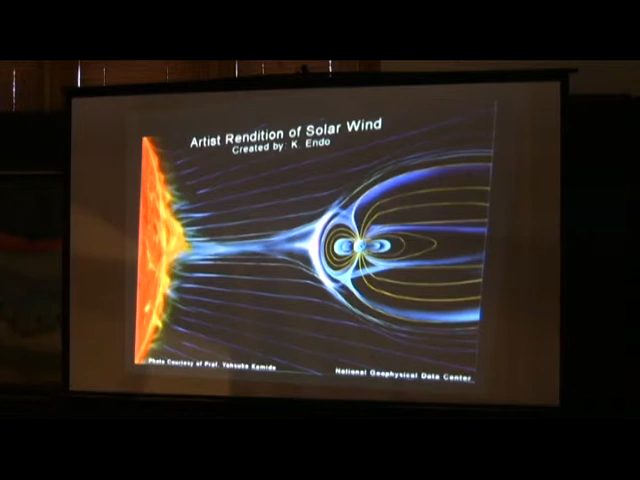 Artist Rendition of Solar Wind
Created by: K. Endo
Photo Courtesy of Prof. Yohsuke Kamide
National Geophysical Data Center